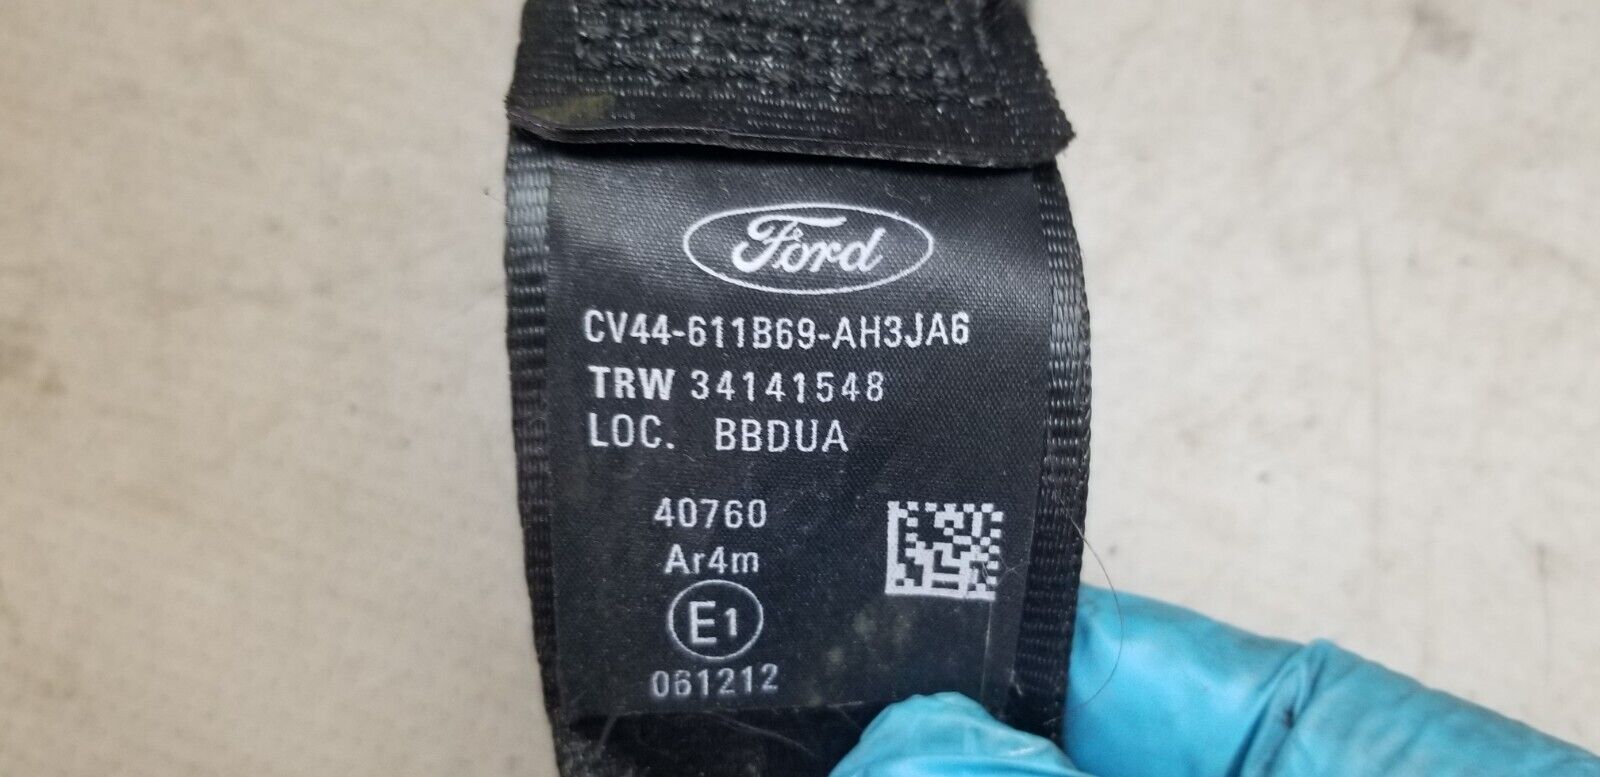 Ford
CV44-611B69-AH3JA6
TRW 34141548
LOC. BBDUA
40760
Ar4m
E1
061212